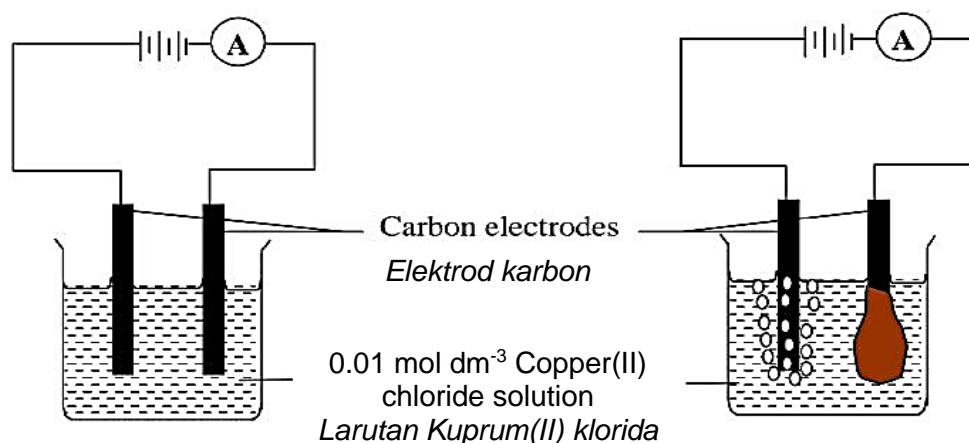 A
A
Carbon electrodes
Elektrod karbon
0.01 mol dm⁻³ Copper(II)
chloride solution
Larutan Kuprum(II) klorida